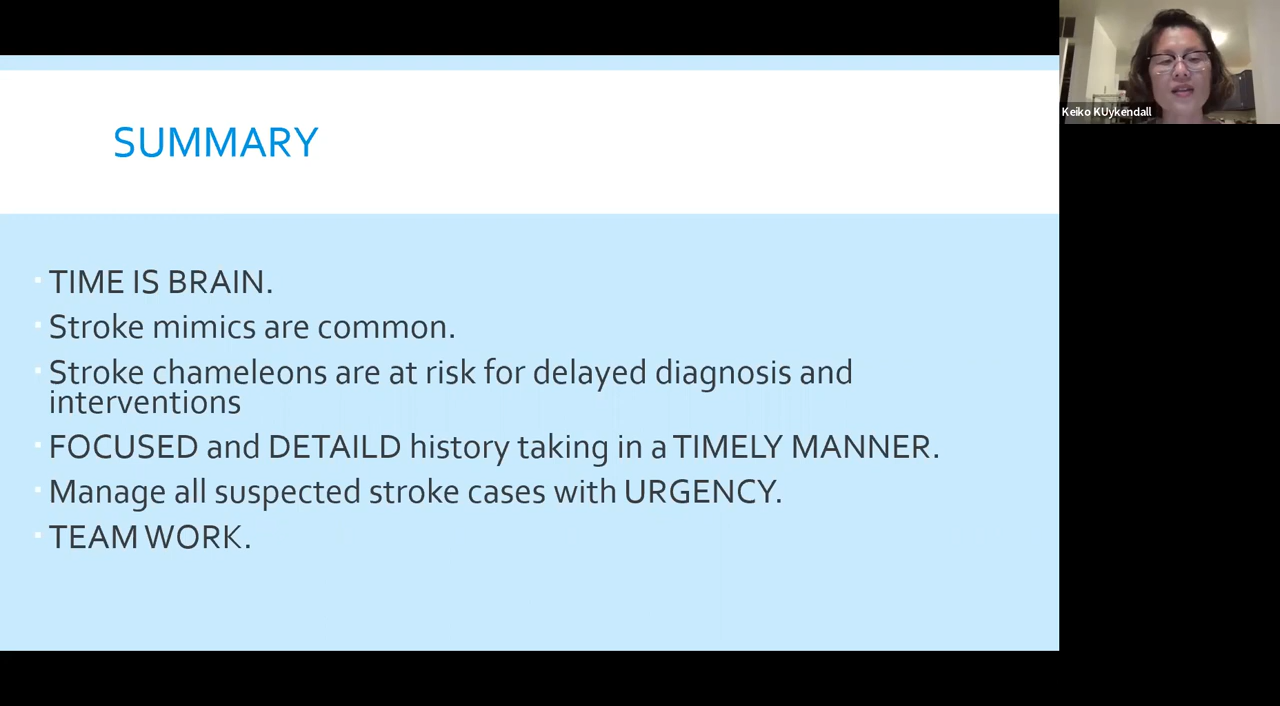 SUMMARY
TIME IS BRAIN.
Stroke mimics are common.
Stroke chameleons are at risk for delayed diagnosis and
interventions
FOCUSED and DETAILD history taking in a TIMELY MANNER.
Manage all suspected stroke cases with URGENCY.
TEAM WORK.
Keiko KUykendall